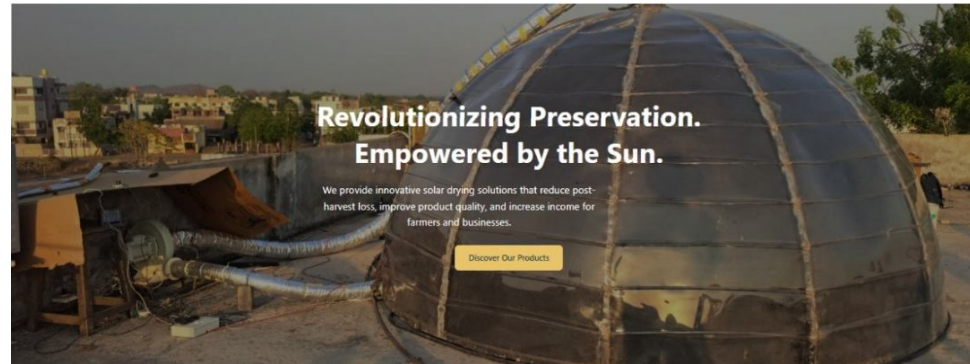 Revolutionizing Preservation.
Empowered by the Sun.
We provide innovative solar drying solutions that reduce post-
harvest loss, improve product quality, and increase income for
farmers and businesses.
Discover Our Products